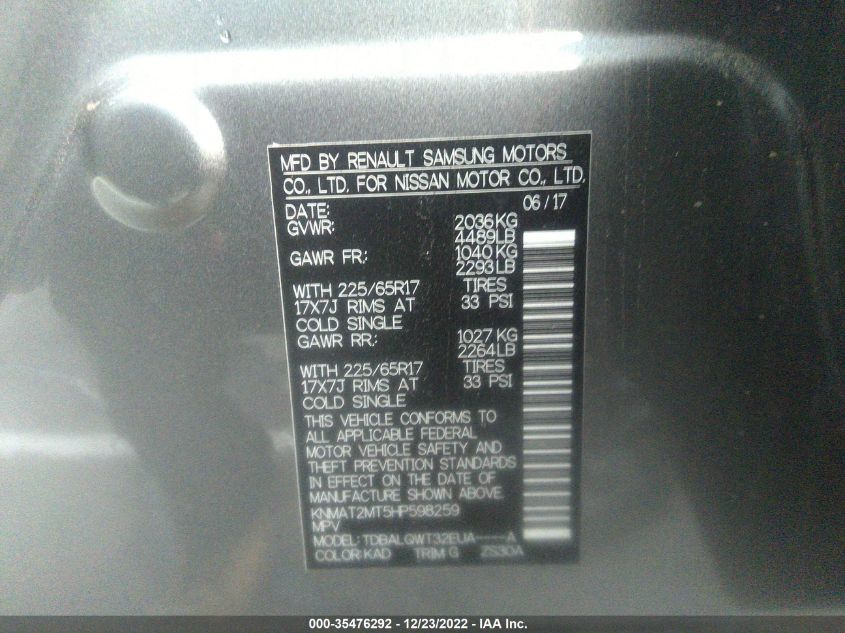 MFD BY RENAULT SAMSUNG MOTORS
CO., LTD. FOR NISSAN MOTOR CO., LTD.
DATE: 06/17
GVWR: 2036KG
4489LB
GAWR FR: 1040KG
2293LB
WITH 225/65R17 TIRES
17X7J RIMS AT 33 PSI
COLD SINGLE
GAWR RR: 1027KG
2264LB
WITH 225/65R17 TIRES
17X7J RIMS AT 33 PSI
COLD SINGLE
THIS VEHICLE CONFORMS TO
ALL APPLICABLE FEDERAL
MOTOR VEHICLE SAFETY AND
THEFT PREVENTION STANDARDS
IN EFFECT ON THE DATE OF
MANUFACTURE SHOWN ABOVE.
KNMAT2MT5HP598259
MPV
MODEL: TDBALQWT32EUA----A
COLOR: KAD TRIM: G ZS30A
000-35476292 - 12/23/2022 - IAA Inc.